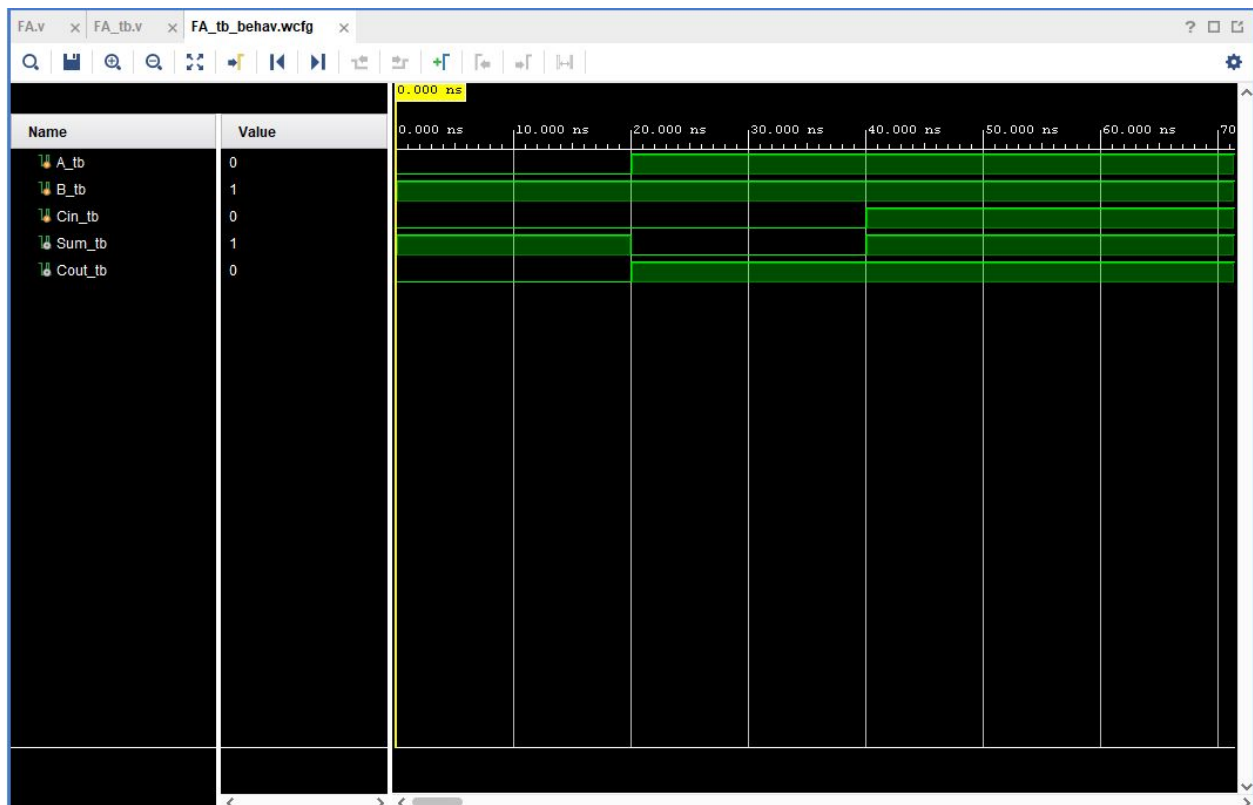 FA.v × FA_tb.v × FA_tb_behav.wcfg ×
0.000 ns
Name Value
0.000 ns 10.000 ns 20.000 ns 30.000 ns 40.000 ns 50.000 ns 60.000 ns 70
A_tb 0
B_tb 1
Cin_tb 0
Sum_tb 1
Cout_tb 0